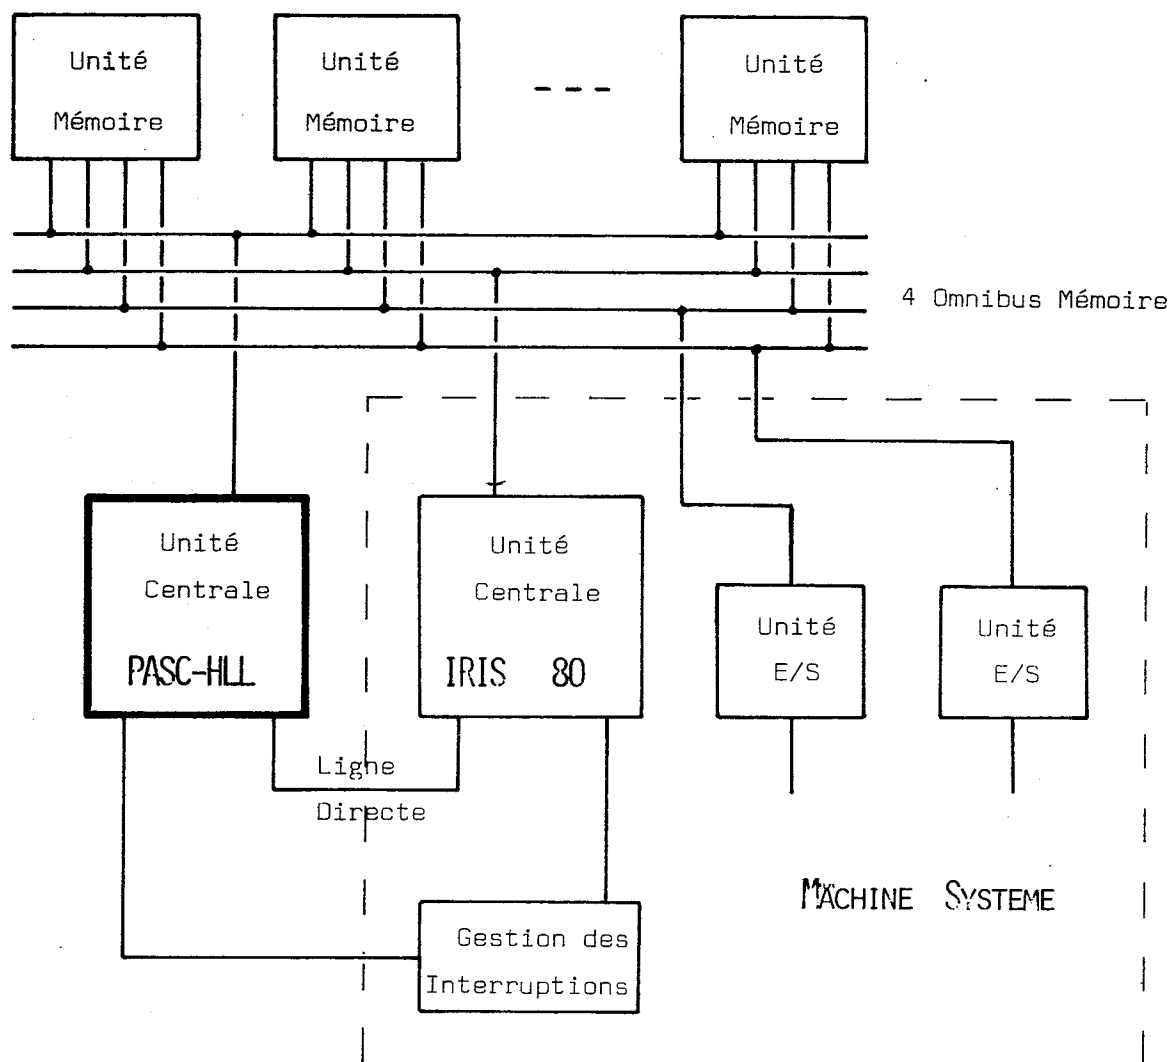 Unité
Mémoire
Unité
Mémoire
Unité
Mémoire
4 Omnibus Mémoire
Unité
Centrale
PASC-HLL
Unité
Centrale
IRIS 80
Unité
E/S
Unité
E/S
Ligne
Directe
MACHINE SYSTEME
Gestion des
Interruptions